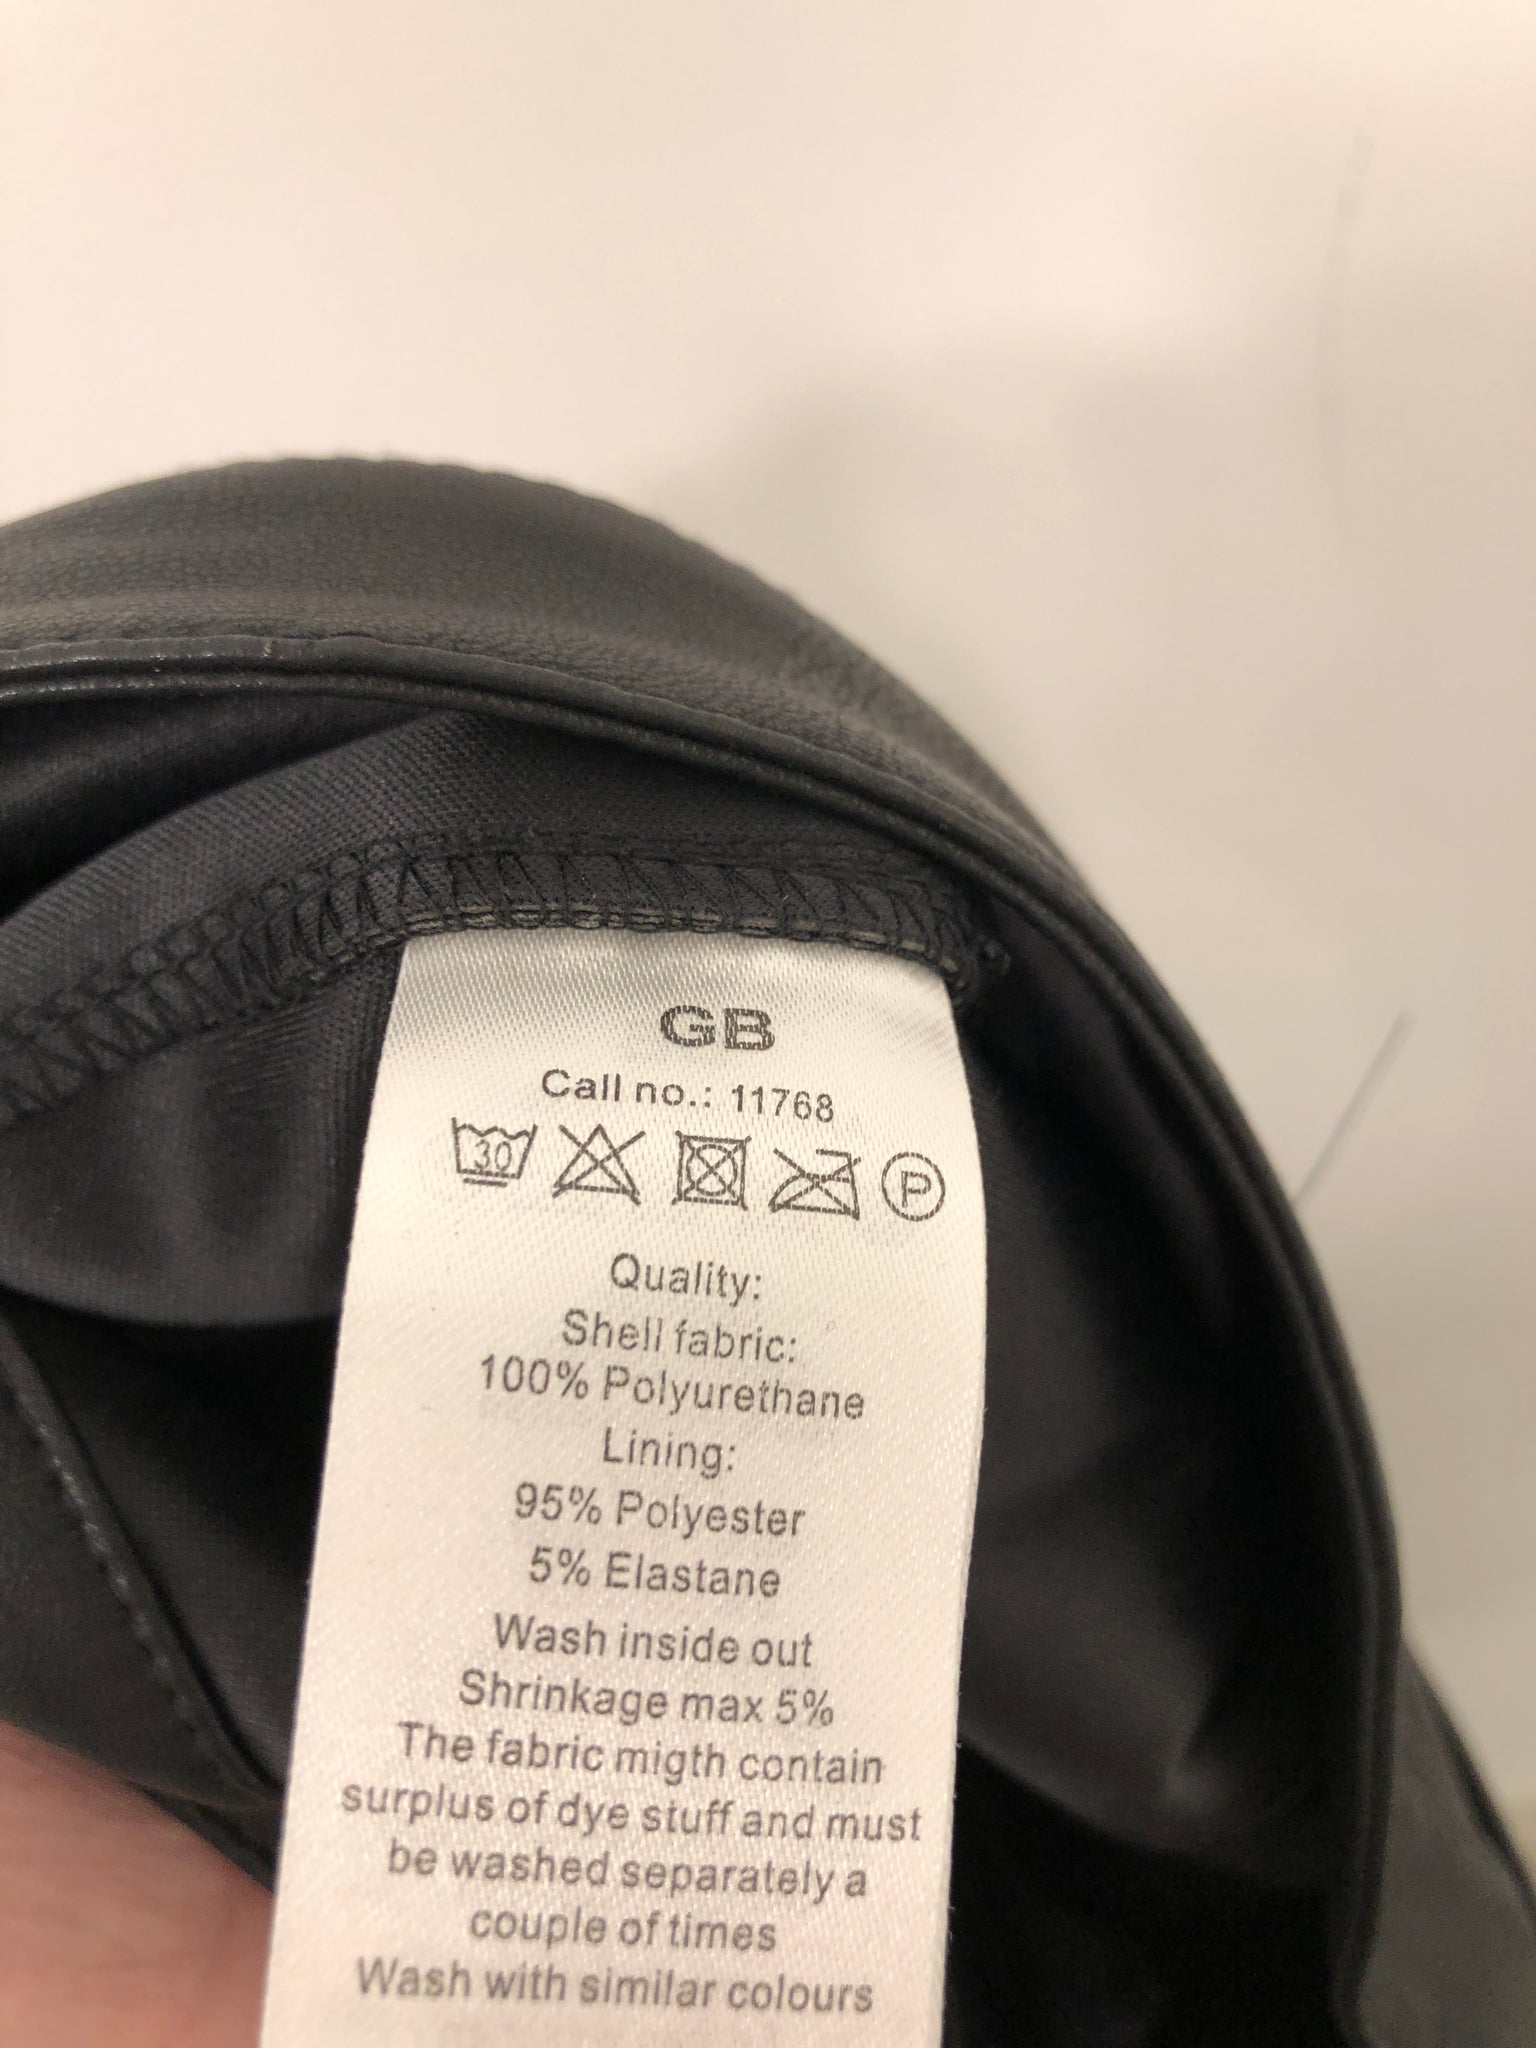 GB
Call no.: 11768
30
P
Quality:
Shell fabric:
100% Polyurethane
Lining:
95% Polyester
5% Elastane
Wash inside out
Shrinkage max 5%
The fabric migth contain
surplus of dye stuff and must
be washed separately a
couple of times
Wash with similar colours